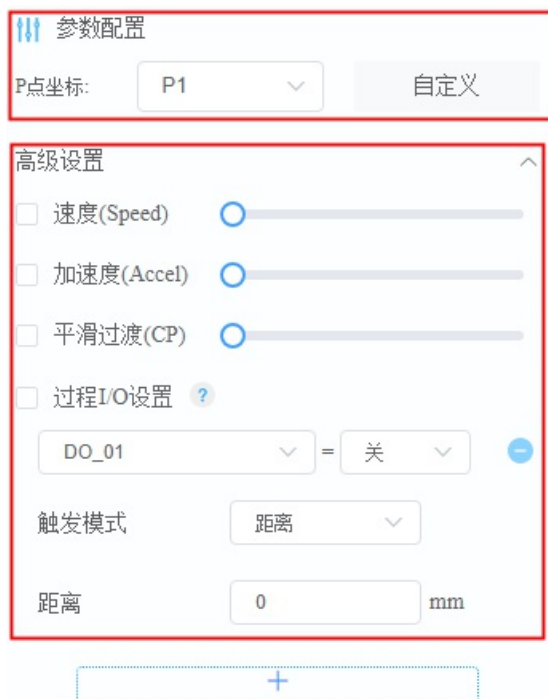 参数配置
P点坐标: P1 自定义
高级设置
速度(Speed)
加速度(Accel)
平滑过渡(CP)
过程I/O设置 ?
DO_01 = 关
触发模式 距离
距离 0 mm
+